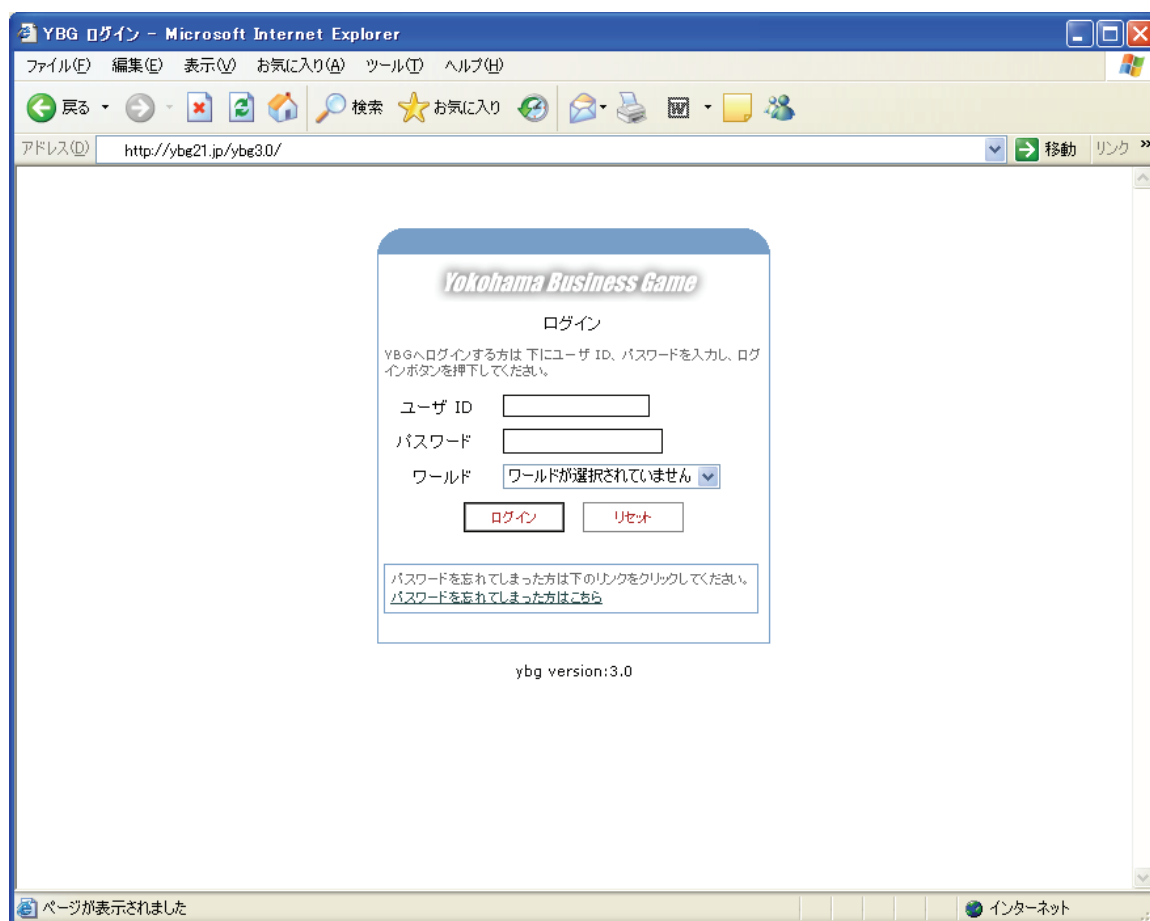 YBG ログイン - Microsoft Internet Explorer
ファイル(F) 編集(E) 表示(V) お気に入り(A) ツール(T) ヘルプ(H)
戻る 検索 お気に入り W
アドレス(D) http://ybg21.jp/ybg3.0/ 移動 リンク »
Yokohama Business Game
ログイン
YBGへログインする方は 下にユーザ ID、パスワードを入力し、ログ
インボタンを押下してください。
ユーザ ID
パスワード
ワールド ワールドが選択されていません
ログイン リセット
パスワードを忘れてしまった方は下のリンクをクリックしてください。
パスワードを忘れてしまった方はこちら
ybg version:3.0
ページが表示されました インターネット